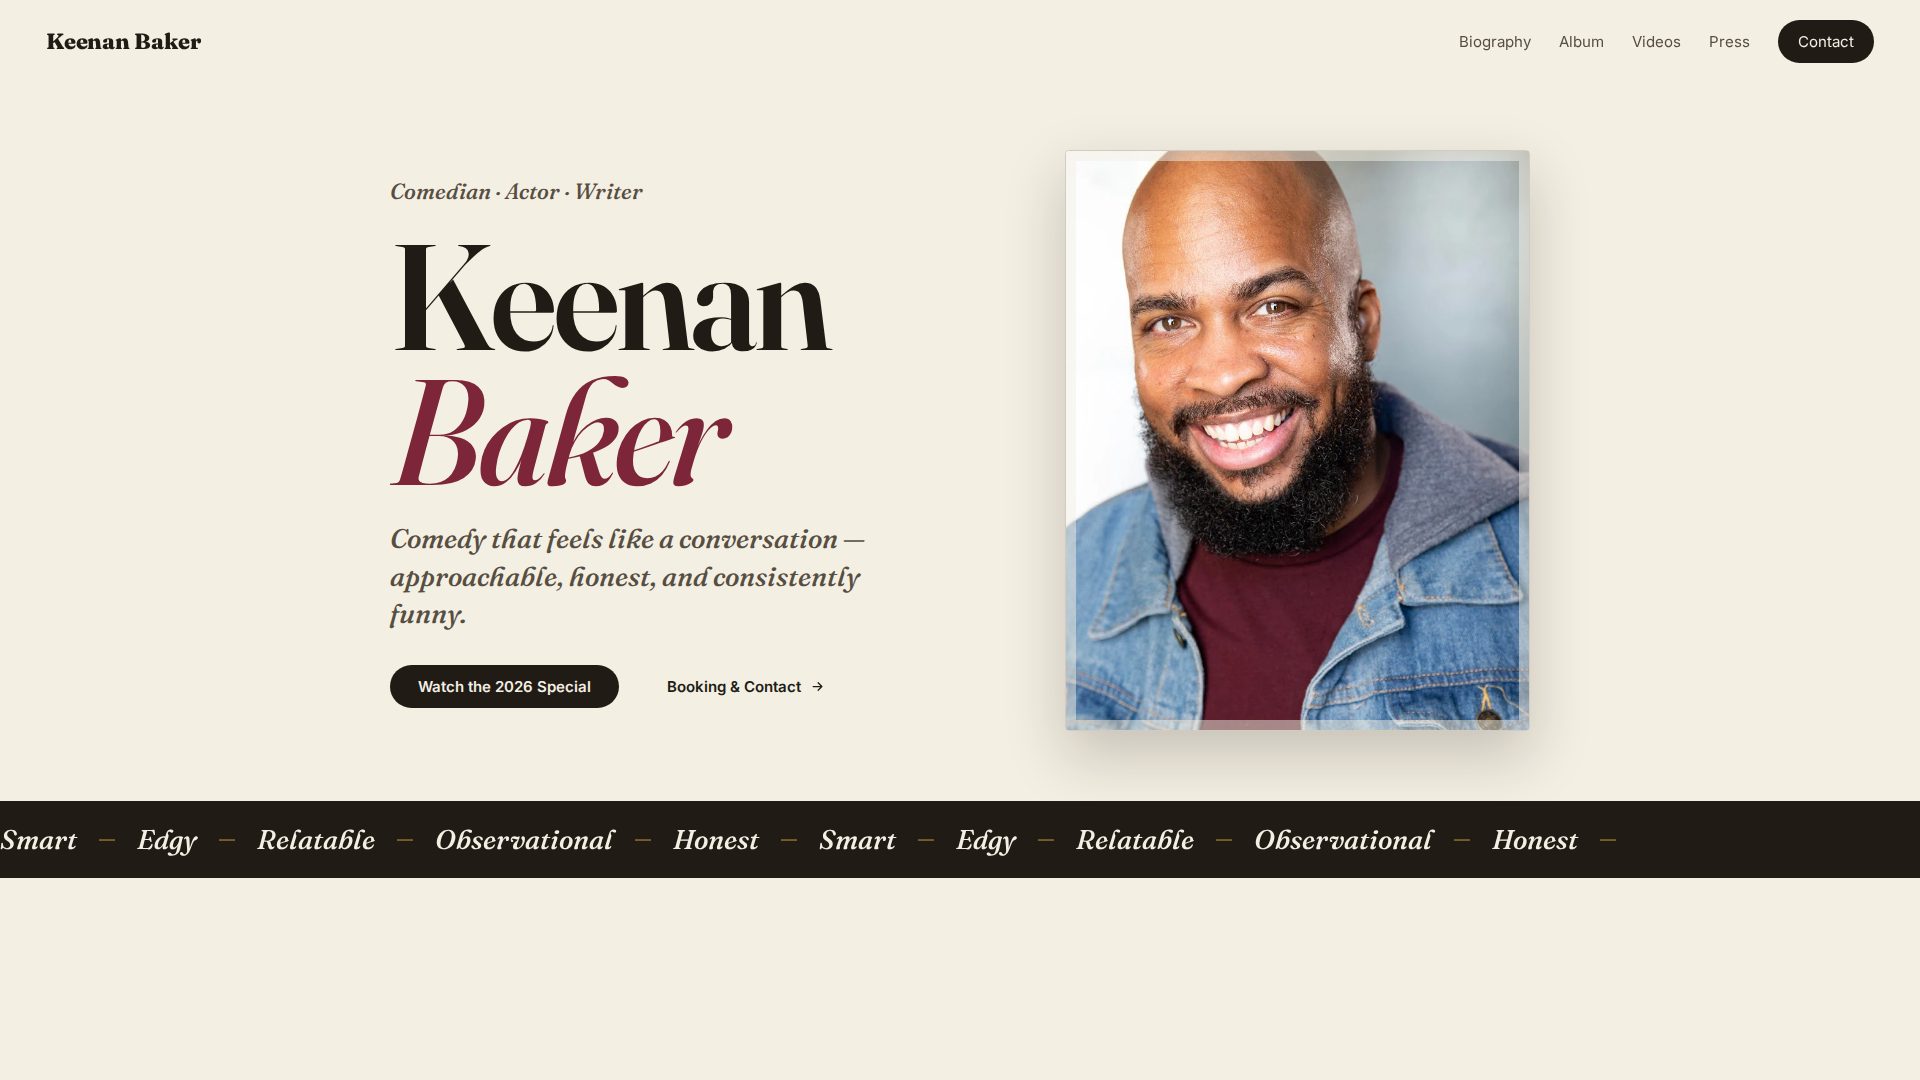 Keenan Baker
Biography Album Videos Press Contact
Comedian · Actor · Writer
Keenan
Baker
Comedy that feels like a conversation —
approachable, honest, and consistently
funny.
Watch the 2026 Special Booking & Contact →
Smart — Edgy — Relatable — Observational — Honest — Smart — Edgy — Relatable — Observational — Honest —